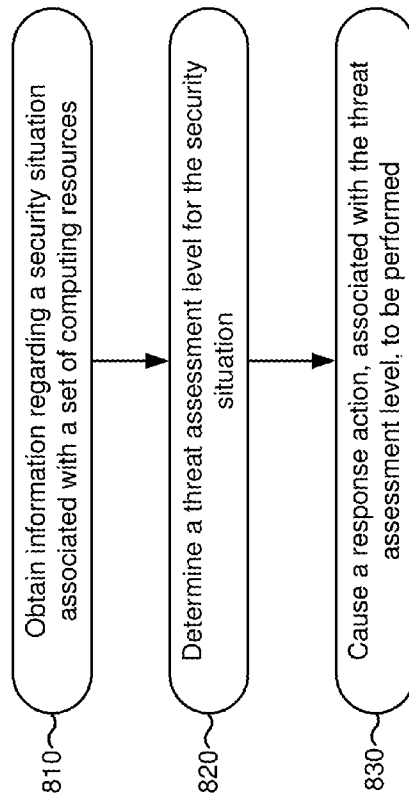 810
Obtain information regarding a security situation
associated with a set of computing resources
820
Determine a threat assessment level for the security
situation
830
Cause a response action, associated with the threat
assessment level, to be performed